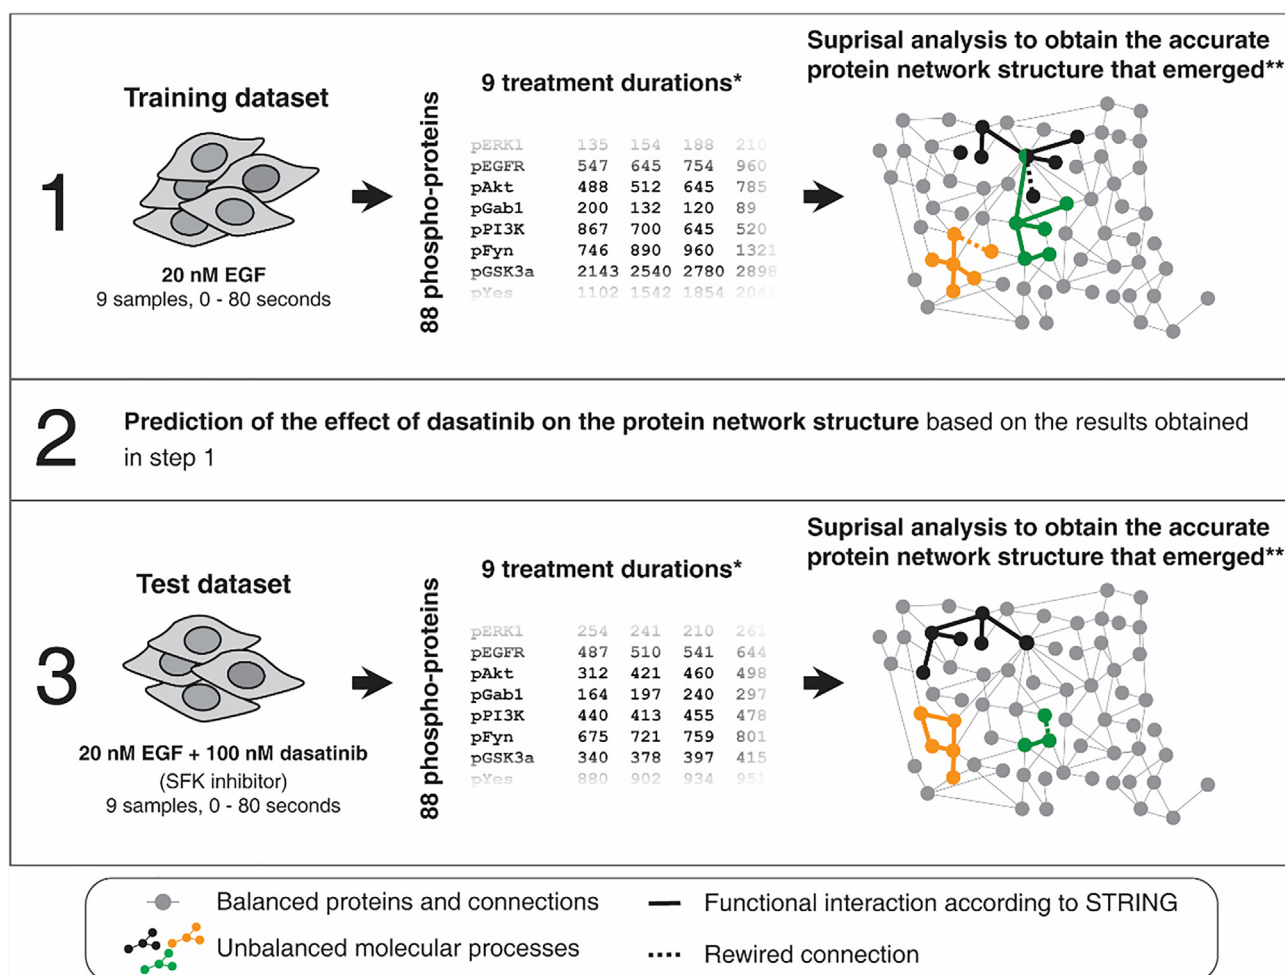 1
Training dataset
20 nM EGF
9 samples, 0 - 80 seconds
88 phospho-proteins
9 treatment durations*
pERK1 135 154 188 210
pEGFR 547 645 754 960
pAkt 488 512 645 785
pGab1 200 132 120 89
pPI3K 867 700 645 520
pFyn 746 890 960 1321
pGSK3a 2143 2540 2780 2898
pYes 1102 1542 1854 2046
Suprisal analysis to obtain the accurate
protein network structure that emerged**
2
Prediction of the effect of dasatinib on the protein network structure based on the results obtained
in step 1
3
Test dataset
20 nM EGF + 100 nM dasatinib
(SFK inhibitor)
9 samples, 0 - 80 seconds
88 phospho-proteins
9 treatment durations*
pERK1 254 241 210 261
pEGFR 487 510 541 644
pAkt 312 421 460 498
pGab1 164 197 240 297
pPI3K 440 413 455 478
pFyn 675 721 759 801
pGSK3a 340 378 397 415
pYes 880 902 934 951
Suprisal analysis to obtain the accurate
protein network structure that emerged**
Balanced proteins and connections
Functional interaction according to STRING
Unbalanced molecular processes
Rewired connection